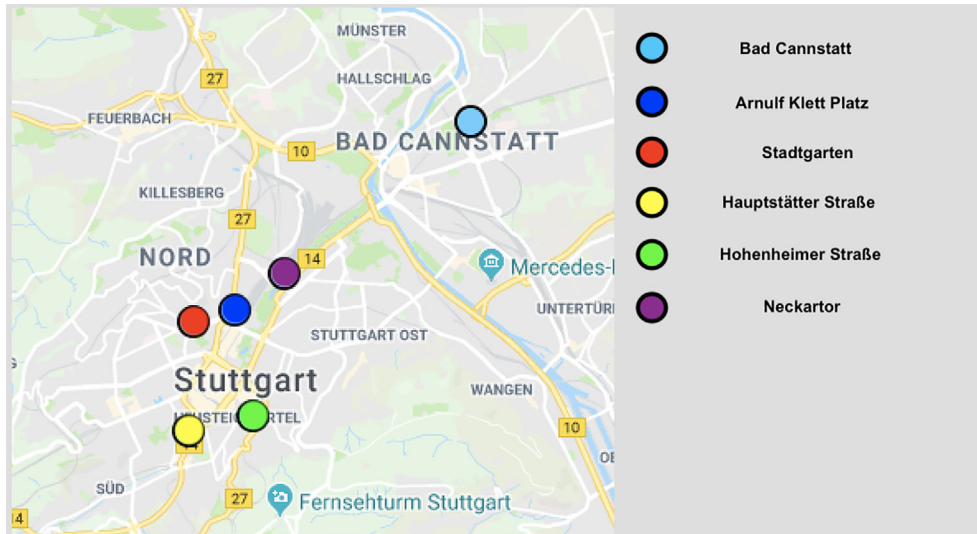 MÜNSTER
27
HALLSCHLAG
FEUERBACH
10
BAD CANNSTATT
KILLESBERG
27
NORD
14
Mercedes-
UNTERTÜR
STUTTGART OST
Stuttgart
WANGEN
10
SÜD
27
Fernsehturm Stuttgart
14
Bad Cannstatt
Arnulf Klett Platz
Stadtgarten
Hauptstätter Straße
Hohenheimer Straße
Neckartor